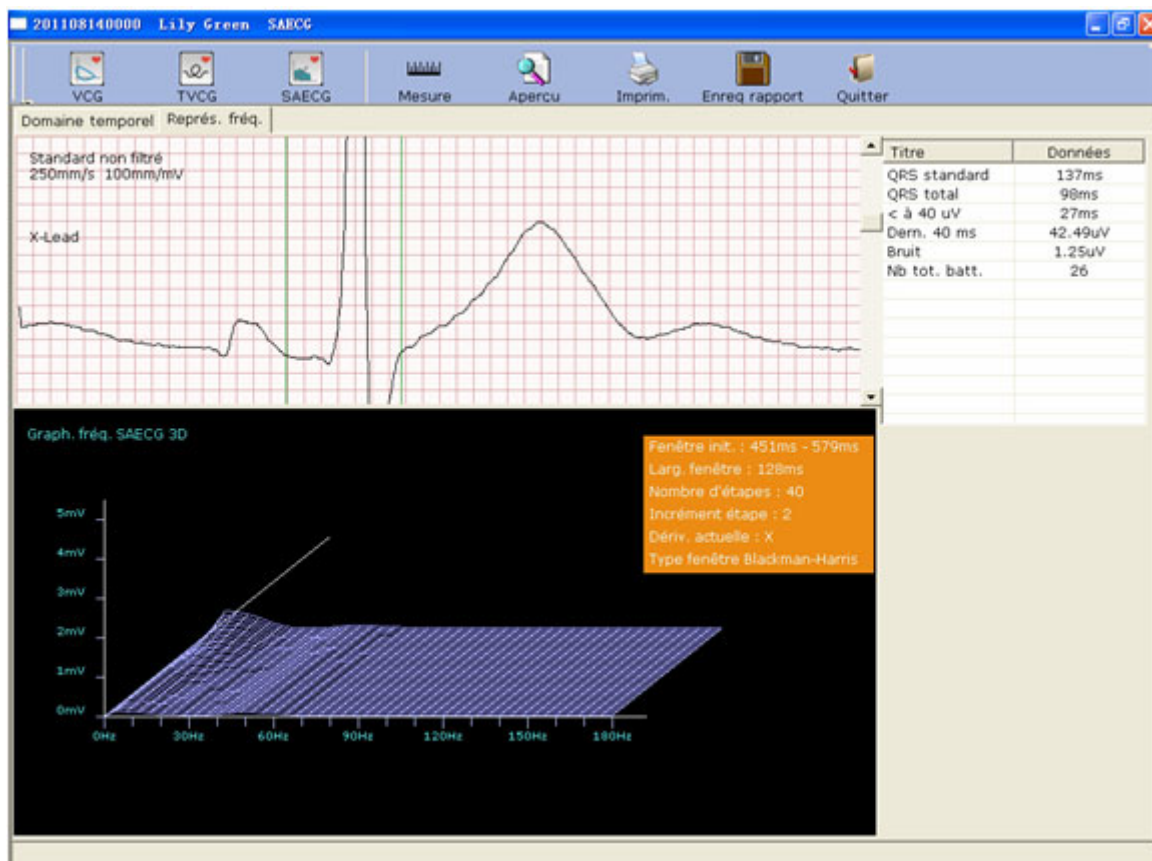 201108140000 Lily Green SAECG
VCG TVCG SAECG Mesure Apercu Imprim. Enreq rapport Quitter
Domaine temporel Représ. fréq.
Standard non filtré
250mm/s 100mm/mV
X-Lead
Titre Données
QRS standard 137ms
QRS total 98ms
< à 40 uV 27ms
Dern. 40 ms 42.49uV
Bruit 1.25uV
Nb tot. batt. 26
Graph. fréq. SAECG 3D
Fenêtre init. : 451ms - 579ms
Larg. fenêtre : 128ms
Nombre d'étapes : 40
Incrément étape : 2
Dériv. actuelle : X
Type fenêtre Blackman-Harris
5mV
4mV
3mV
2mV
1mV
0mV
0Hz 30Hz 60Hz 90Hz 120Hz 150Hz 180Hz